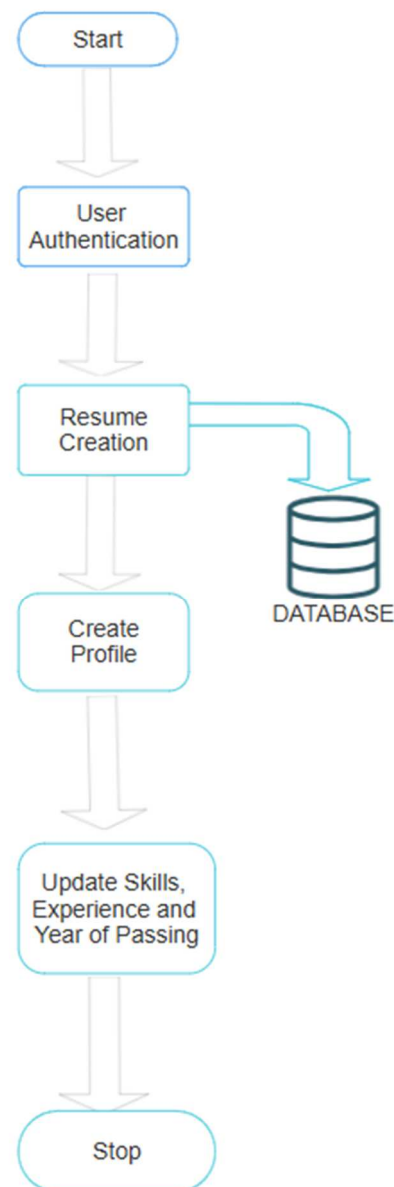 Start
User
Authentication
Resume
Creation
DATABASE
Create
Profile
Update Skills,
Experience and
Year of Passing
Stop